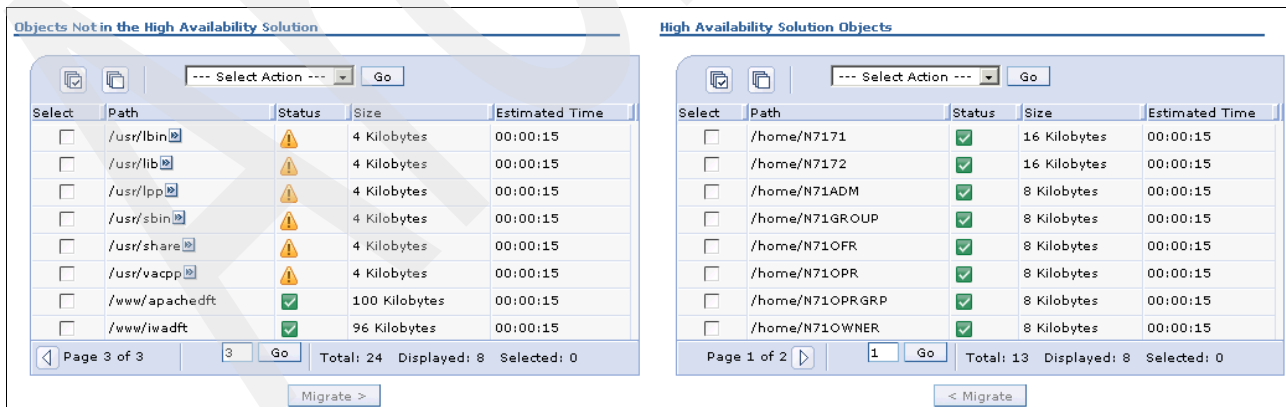 Objects Not in the High Availability Solution
--- Select Action --- Go
Select Path Status Size Estimated Time
/usr/lbin 4 Kilobytes 00:00:15
/usr/lib 4 Kilobytes 00:00:15
/usr/lpp 4 Kilobytes 00:00:15
/usr/sbin 4 Kilobytes 00:00:15
/usr/share 4 Kilobytes 00:00:15
/usr/vacpp 4 Kilobytes 00:00:15
/www/apachedft 100 Kilobytes 00:00:15
/www/iwadft 96 Kilobytes 00:00:15
Page 3 of 3 3 Go Total: 24 Displayed: 8 Selected: 0
Migrate >
High Availability Solution Objects
--- Select Action --- Go
Select Path Status Size Estimated Time
/home/N7171 16 Kilobytes 00:00:15
/home/N7172 16 Kilobytes 00:00:15
/home/N71ADM 8 Kilobytes 00:00:15
/home/N71GROUP 8 Kilobytes 00:00:15
/home/N71OFR 8 Kilobytes 00:00:15
/home/N71OPR 8 Kilobytes 00:00:15
/home/N71OPRGRP 8 Kilobytes 00:00:15
/home/N71OWNER 8 Kilobytes 00:00:15
Page 1 of 2 1 Go Total: 13 Displayed: 8 Selected: 0
< Migrate